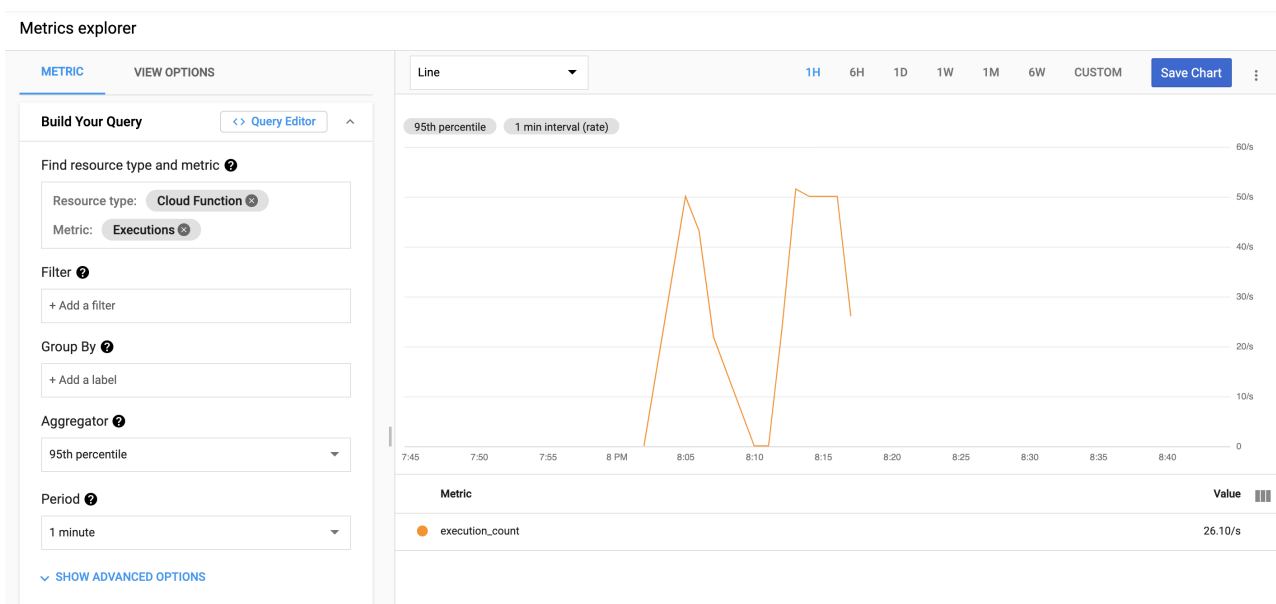 Metrics explorer
METRIC VIEW OPTIONS
Build Your Query <> Query Editor
Find resource type and metric ?
Resource type: Cloud Function
Metric: Executions
Filter ?
+ Add a filter
Group By ?
+ Add a label
Aggregator ?
95th percentile
Period ?
1 minute
SHOW ADVANCED OPTIONS
Line 1H 6H 1D 1W 1M 6W CUSTOM Save Chart
95th percentile 1 min interval (rate)
60/s
50/s
40/s
30/s
20/s
10/s
0
7:45 7:50 7:55 8 PM 8:05 8:10 8:15 8:20 8:25 8:30 8:35 8:40
Metric Value
execution_count 26.10/s